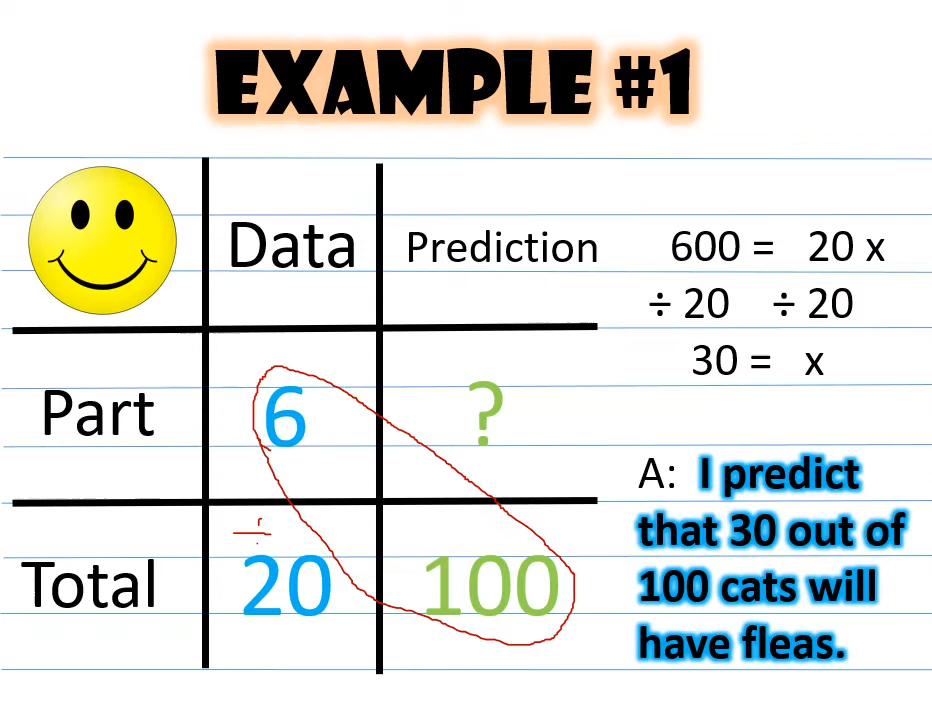 EXAMPLE #1
Data Prediction
Part 6 ?
÷
Total 20 100
600 = 20 x
÷ 20 ÷ 20
30 = x
A: I predict
that 30 out of
100 cats will
have fleas.